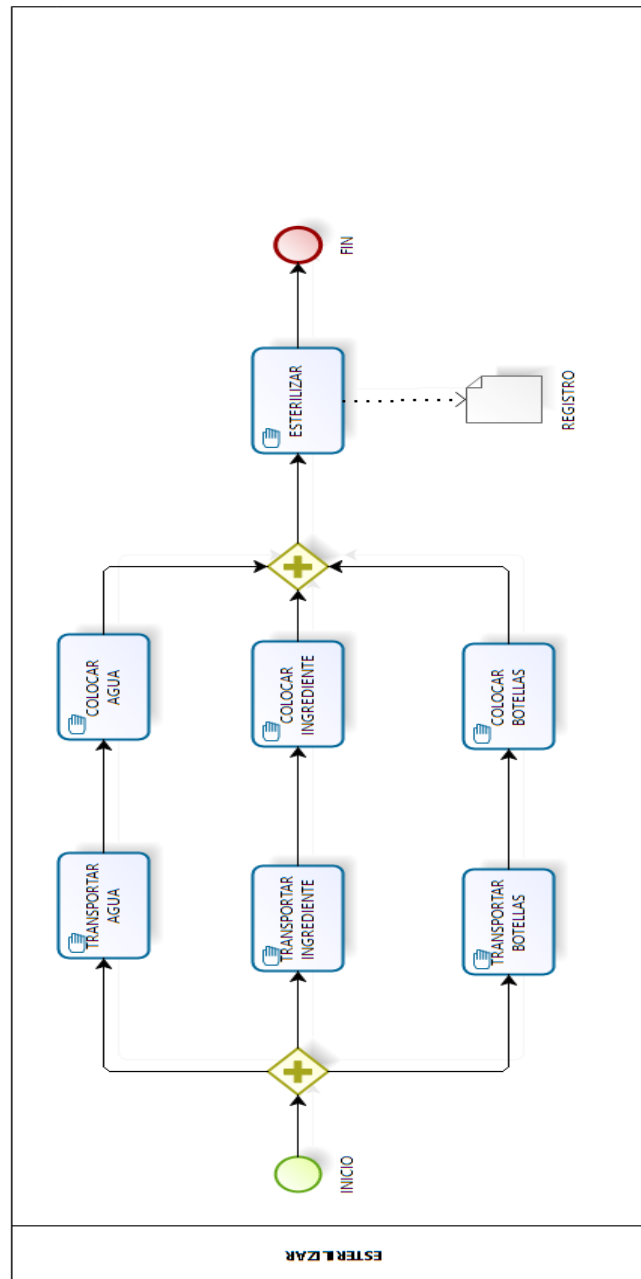 ESTERILIZAR
INICIO
TRANSPORTAR
AGUA
COLOCAR
AGUA
TRANSPORTAR
INGREDIENTE
COLOCAR
INGREDIENTE
TRANSPORTAR
BOTELLAS
COLOCAR
BOTELLAS
ESTERILIZAR
REGISTRO
FIN